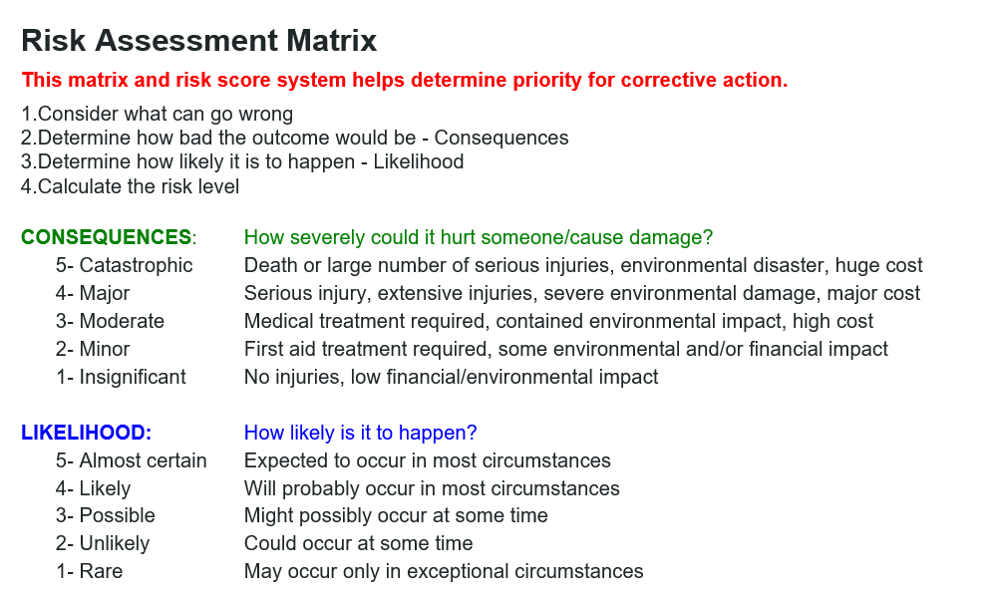 Risk Assessment Matrix
This matrix and risk score system helps determine priority for corrective action.
1.Consider what can go wrong
2.Determine how bad the outcome would be - Consequences
3.Determine how likely it is to happen - Likelihood
4.Calculate the risk level
CONSEQUENCES: How severely could it hurt someone/cause damage?
5- Catastrophic Death or large number of serious injuries, environmental disaster, huge cost
4- Major Serious injury, extensive injuries, severe environmental damage, major cost
3- Moderate Medical treatment required, contained environmental impact, high cost
2- Minor First aid treatment required, some environmental and/or financial impact
1- Insignificant No injuries, low financial/environmental impact
LIKELIHOOD: How likely is it to happen?
5- Almost certain Expected to occur in most circumstances
4- Likely Will probably occur in most circumstances
3- Possible Might possibly occur at some time
2- Unlikely Could occur at some time
1- Rare May occur only in exceptional circumstances